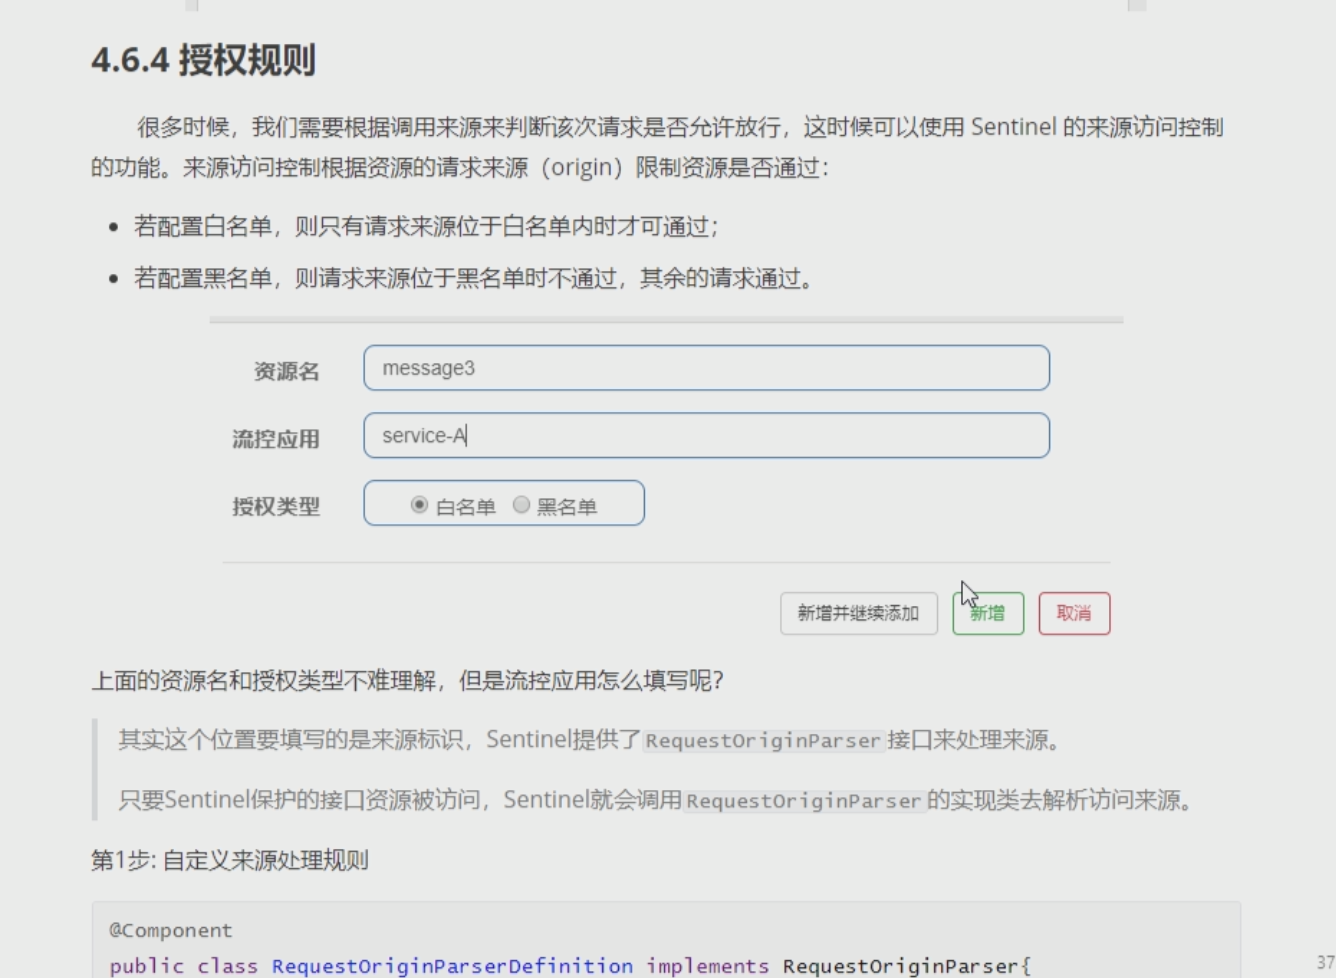 4.6.4 授权规则
很多时候，我们需要根据调用来源来判断该次请求是否允许放行，这时候可以使用 Sentinel 的来源访问控制
的功能。来源访问控制根据资源的请求来源（origin）限制资源是否通过：
若配置白名单，则只有请求来源位于白名单内时才可通过；
若配置黑名单，则请求来源位于黑名单时不通过，其余的请求通过。
资源名 message3
流控应用 service-A
授权类型 白名单 黑名单
新增并继续添加 新增 取消
上面的资源名和授权类型不难理解，但是流控应用怎么填写呢？
其实这个位置要填写的是来源标识，Sentinel提供了RequestOriginParser接口来处理来源。
只要Sentinel保护的接口资源被访问，Sentinel就会调用RequestOriginParser的实现类去解析访问来源。
第1步: 自定义来源处理规则
@Component
public class RequestOriginParserDefinition implements RequestOriginParser{
37